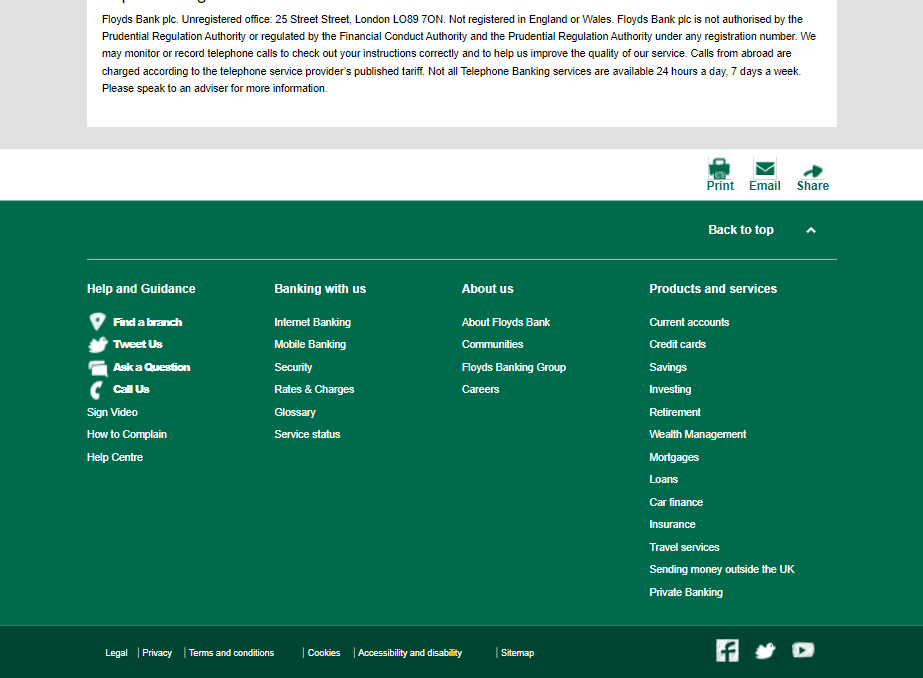 Floyds Bank plc. Unregistered office: 25 Street Street, London LO89 7ON. Not registered in England or Wales. Floyds Bank plc is not authorised by the
Prudential Regulation Authority or regulated by the Financial Conduct Authority and the Prudential Regulation Authority under any registration number. We
may monitor or record telephone calls to check out your instructions correctly and to help us improve the quality of our service. Calls from abroad are
charged according to the telephone service provider's published tariff. Not all Telephone Banking services are available 24 hours a day, 7 days a week.
Please speak to an adviser for more information.
Print Email Share
Back to top
Help and Guidance
Find a branch
Tweet Us
Ask a Question
Call Us
Sign Video
How to Complain
Help Centre
Banking with us
Internet Banking
Mobile Banking
Security
Rates & Charges
Glossary
Service status
About us
About Floyds Bank
Communities
Floyds Banking Group
Careers
Products and services
Current accounts
Credit cards
Savings
Investing
Retirement
Wealth Management
Mortgages
Loans
Car finance
Insurance
Travel services
Sending money outside the UK
Private Banking
Legal | Privacy | Terms and conditions | Cookies | Accessibility and disability | Sitemap